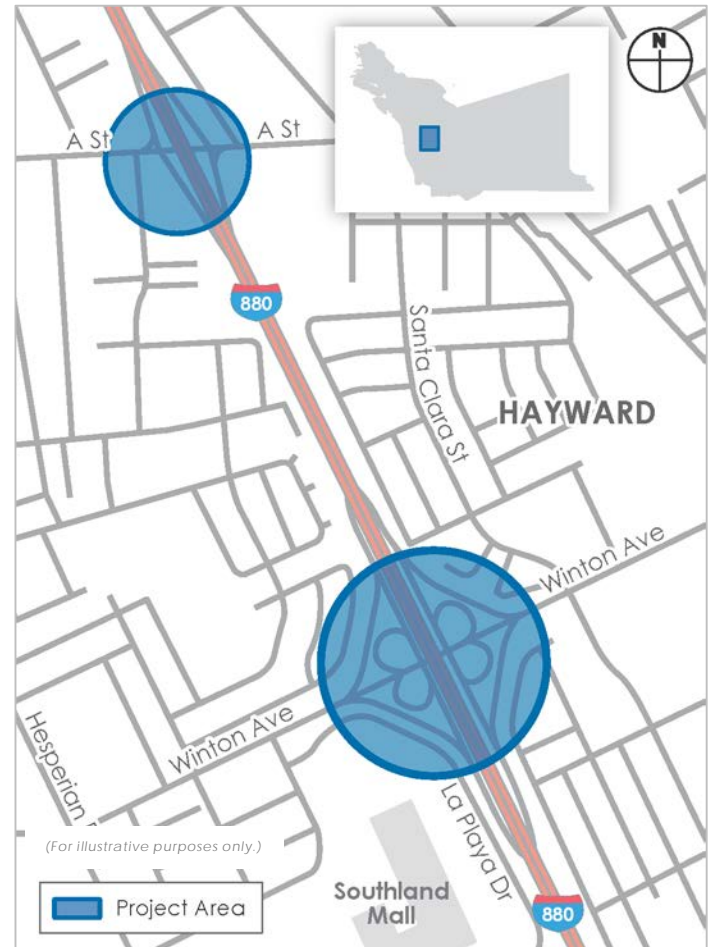 N
A St
A St
880
Santa Clara St
HAYWARD
Winton Ave
Winton Ave
Hesperian
La Playa Dr
(For illustrative purposes only.)
Project Area
Southland
Mall
880